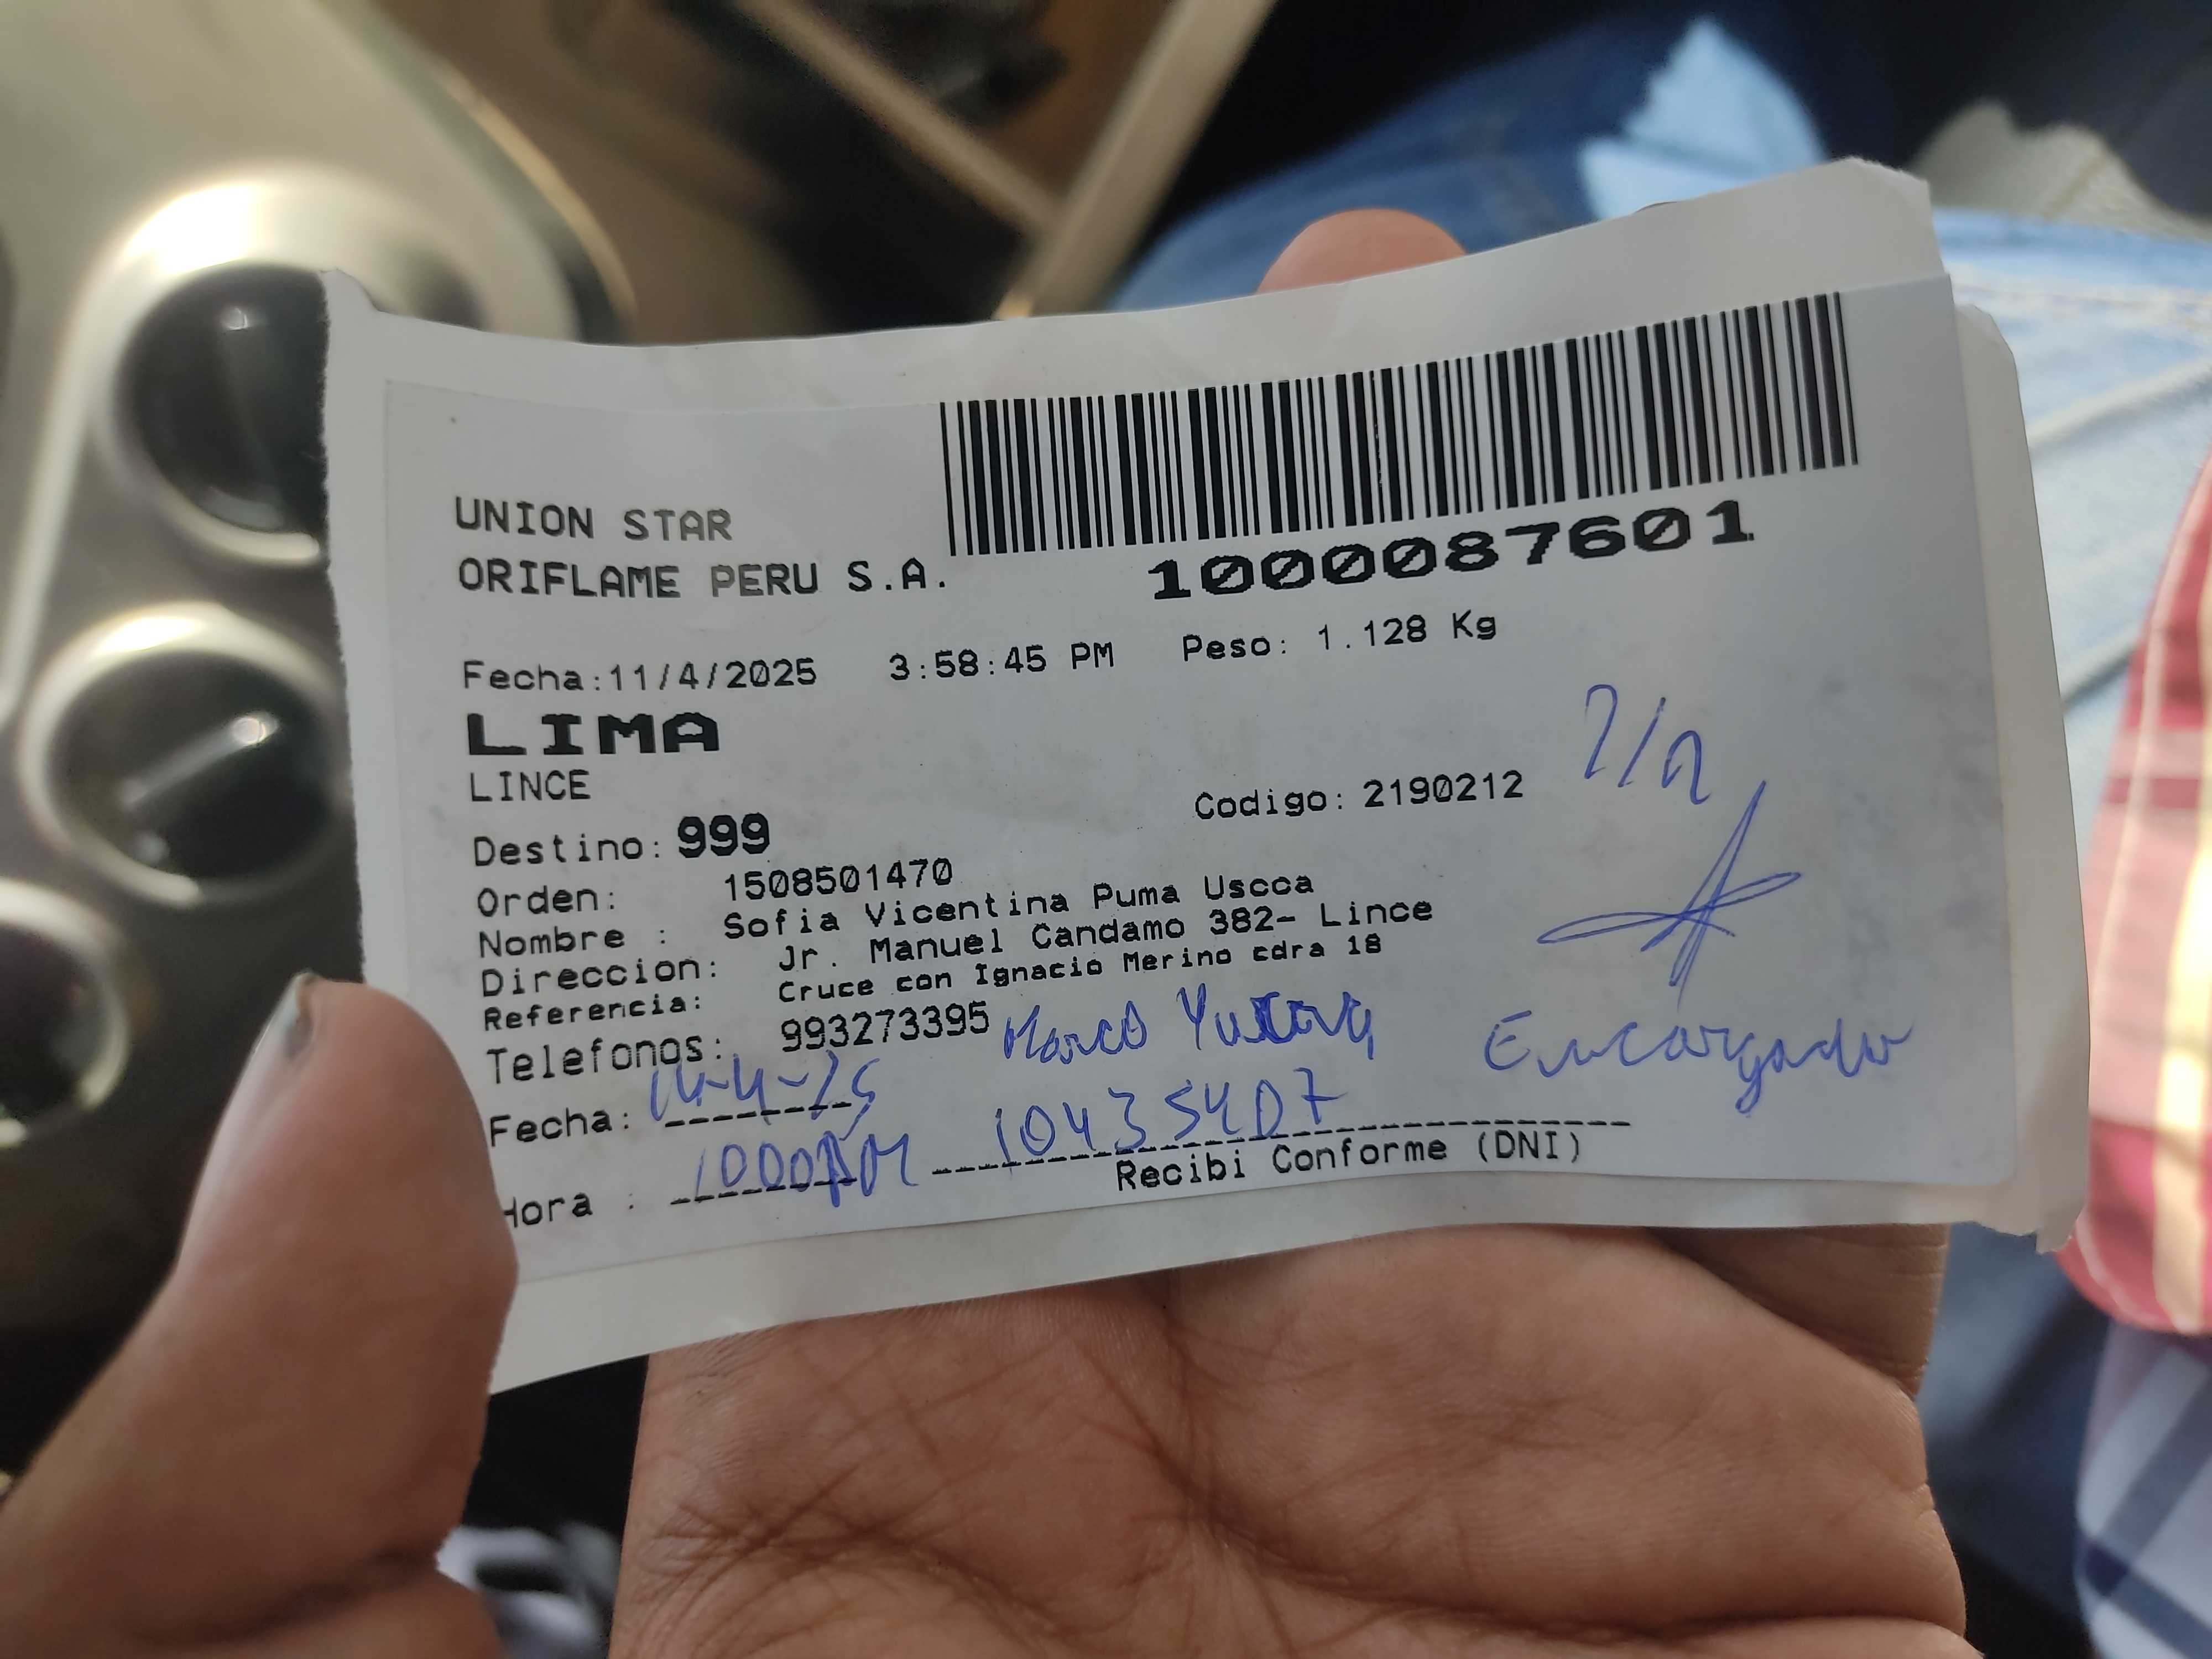 UNION STAR
ORIFLAME PERU S.A.
1000087601
Fecha:11/4/2025 3:58:45 PM Peso: 1.128 Kg
LIMA
LINCE
Codigo: 2190212
Destino: 999
Orden: 1508501470
Nombre : Sofia Vicentina Puma Uscca
Direccion: Jr. Manuel Candamo 382- Lince
Referencia: Cruce con Ignacio Merino cdra 18
Telefonos: 993273395 Marco
Encargado
Fecha: 14-4-25 10435407
Hora : 1000AM
Recibi Conforme (DNI)